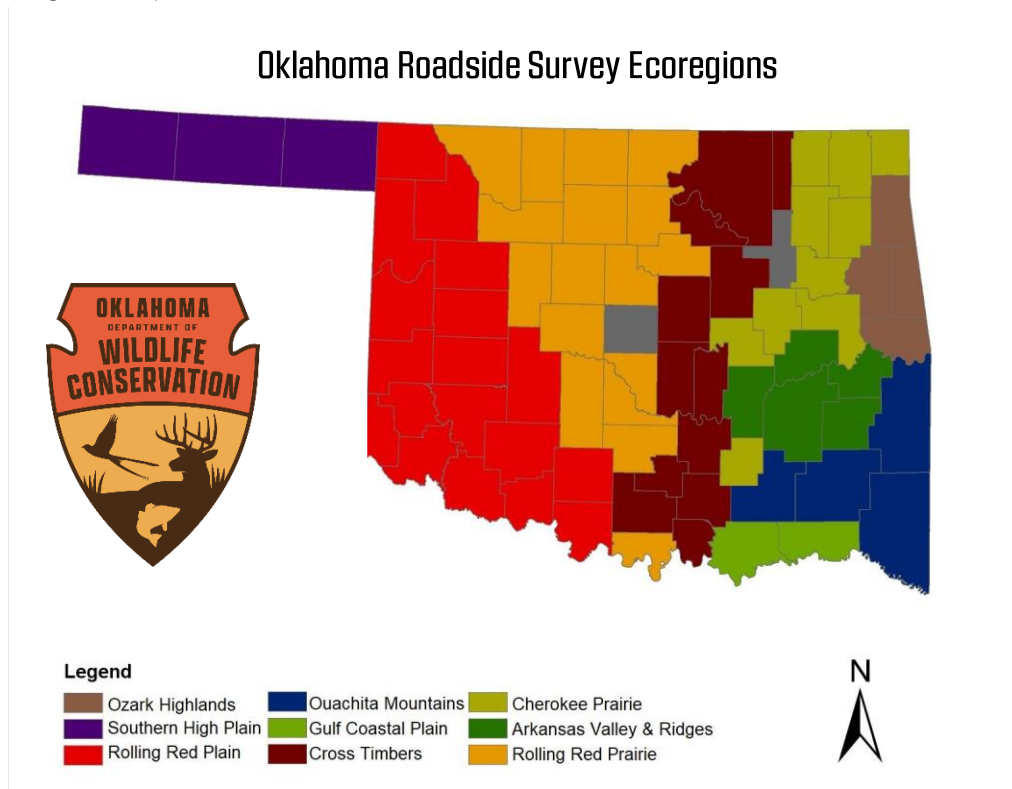 Oklahoma Roadside Survey Ecoregions
OKLAHOMA
DEPARTMENT OF
WILDLIFE
CONSERVATION
Legend
Ozark Highlands
Southern High Plain
Rolling Red Plain
Ouachita Mountains
Gulf Coastal Plain
Cross Timbers
Cherokee Prairie
Arkansas Valley & Ridges
Rolling Red Prairie
N